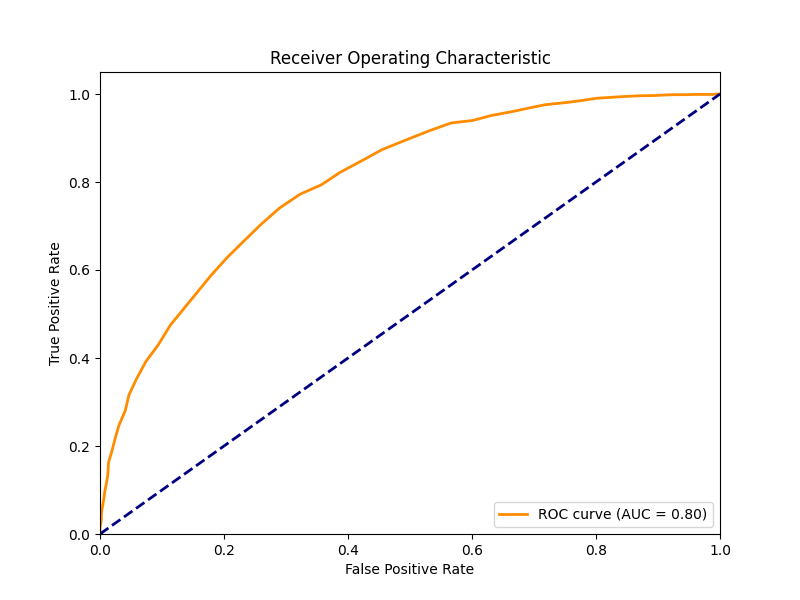 Receiver Operating Characteristic
True Positive Rate
1.0
0.8
0.6
0.4
0.2
0.0
ROC curve (AUC = 0.80)
0.0 0.2 0.4 0.6 0.8 1.0
False Positive Rate